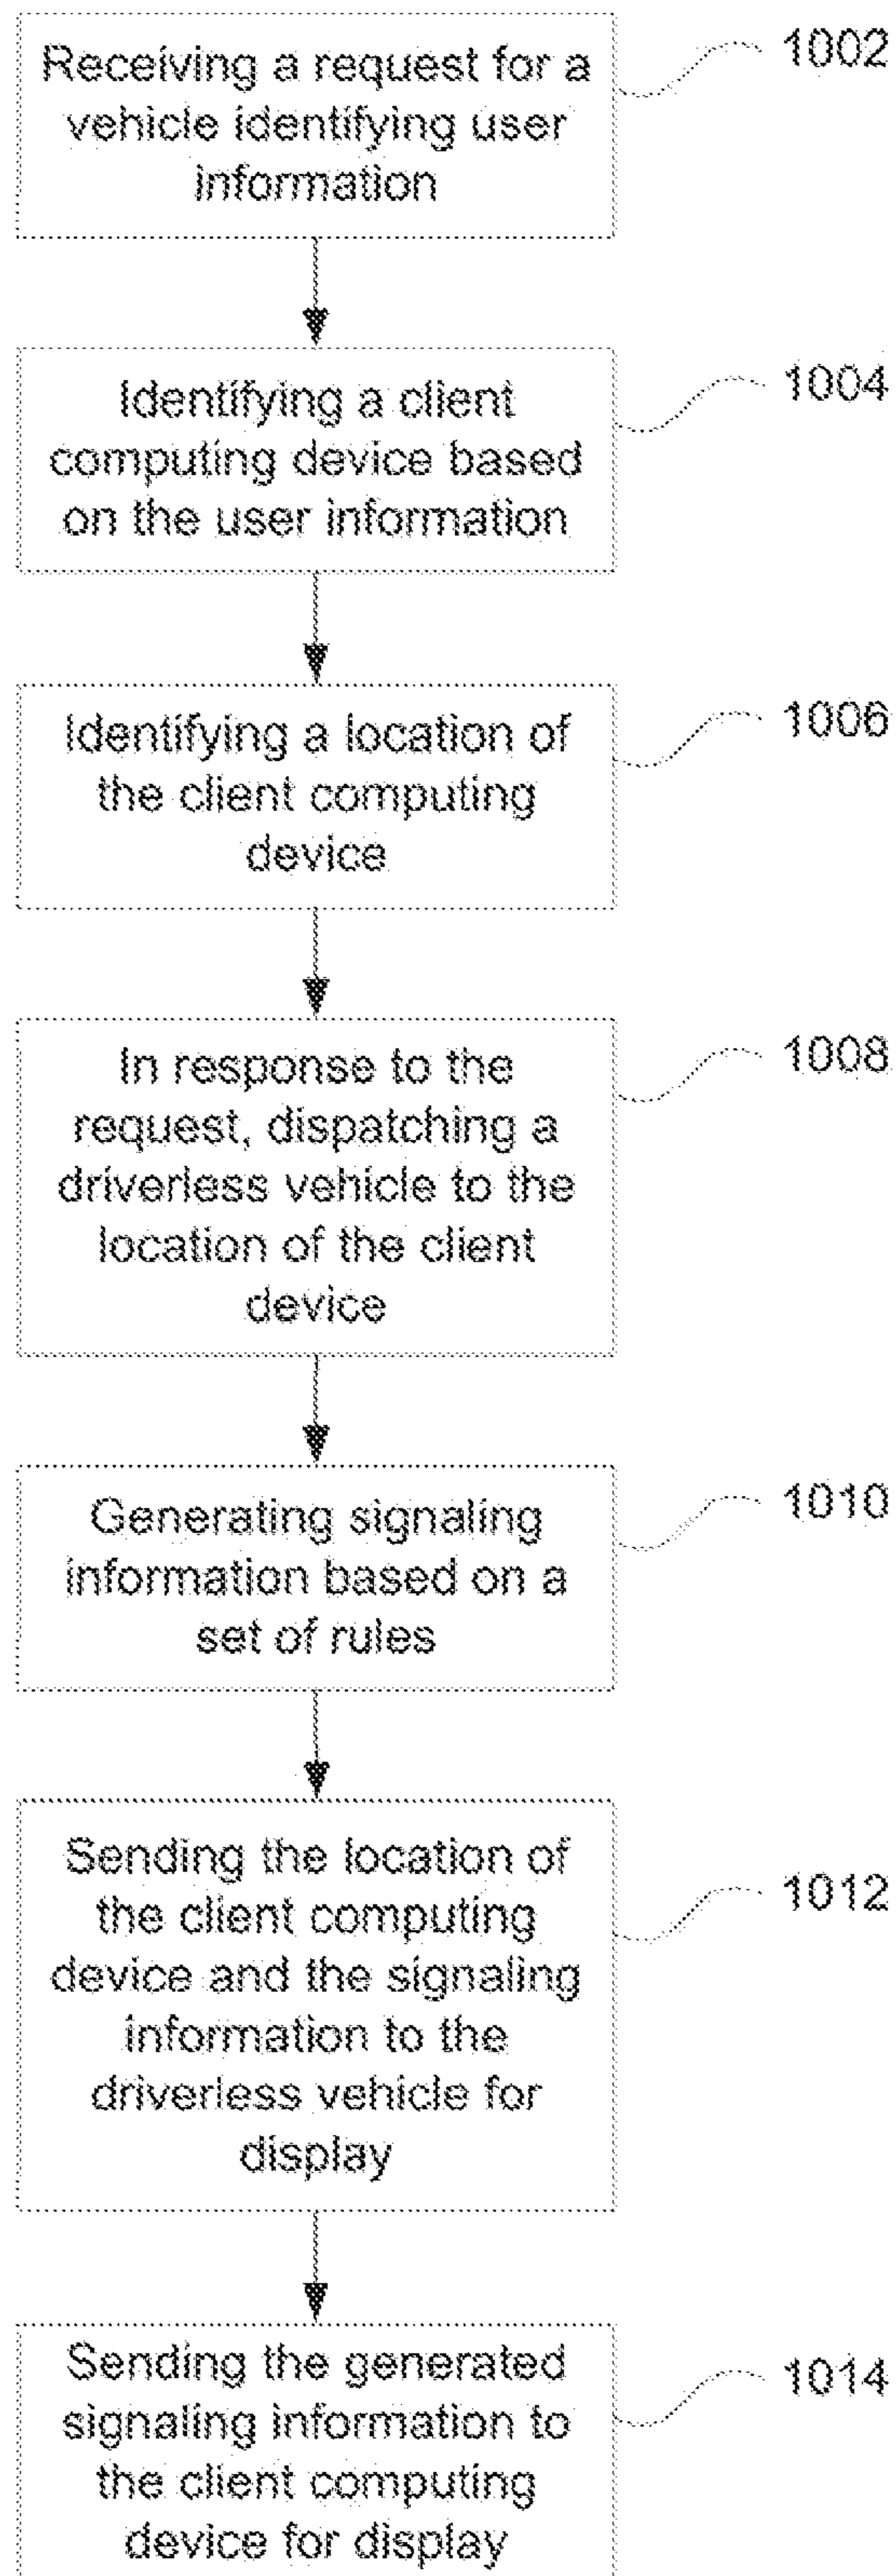 Receiving a request for a
vehicle identifying user
information
1002
Identifying a client
computing device based
on the user information
1004
Identifying a location of
the client computing
device
1006
In response to the
request, dispatching a
driverless vehicle to the
location of the client
device
1008
Generating signaling
information based on a
set of rules
1010
Sending the location of
the client computing
device and the signaling
information to the
driverless vehicle for
display
1012
Sending the generated
signaling information to
the client computing
device for display
1014